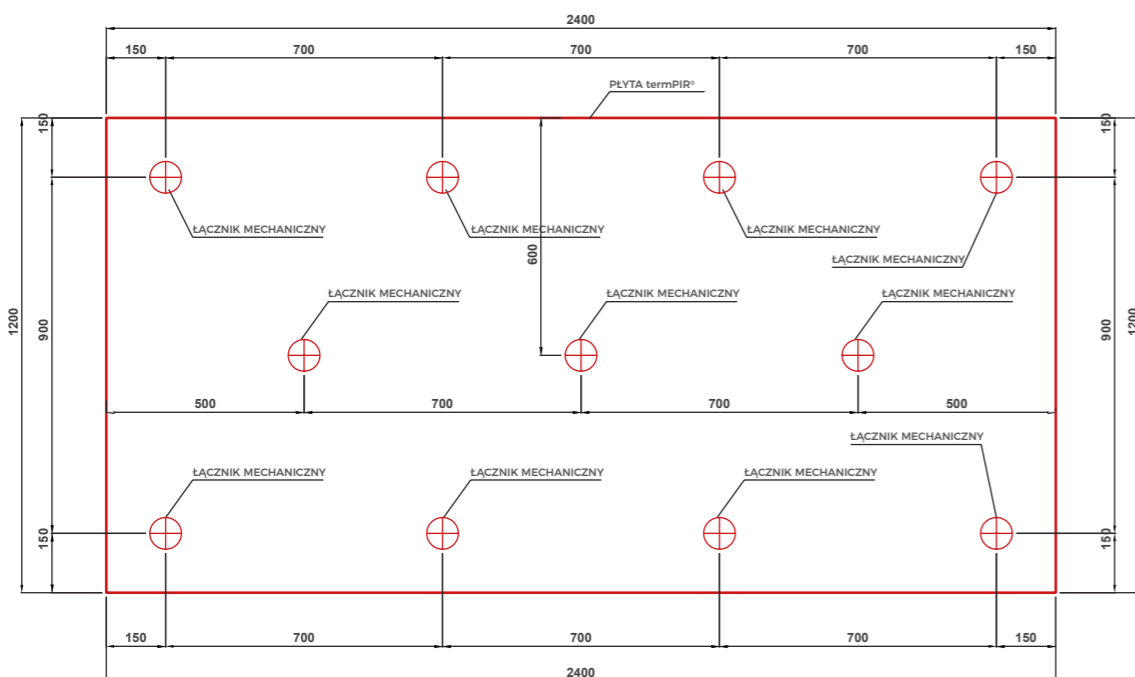 2400
150 700 700 700 150
PŁYTA termPIR®
150 150
ŁĄCZNIK MECHANICZNY ŁĄCZNIK MECHANICZNY ŁĄCZNIK MECHANICZNY
600
ŁĄCZNIK MECHANICZNY
ŁĄCZNIK MECHANICZNY ŁĄCZNIK MECHANICZNY ŁĄCZNIK MECHANICZNY
1200 900 900 1200
500 700 700 500
ŁĄCZNIK MECHANICZNY
ŁĄCZNIK MECHANICZNY ŁĄCZNIK MECHANICZNY ŁĄCZNIK MECHANICZNY
150 150
150 700 700 700 150
2400